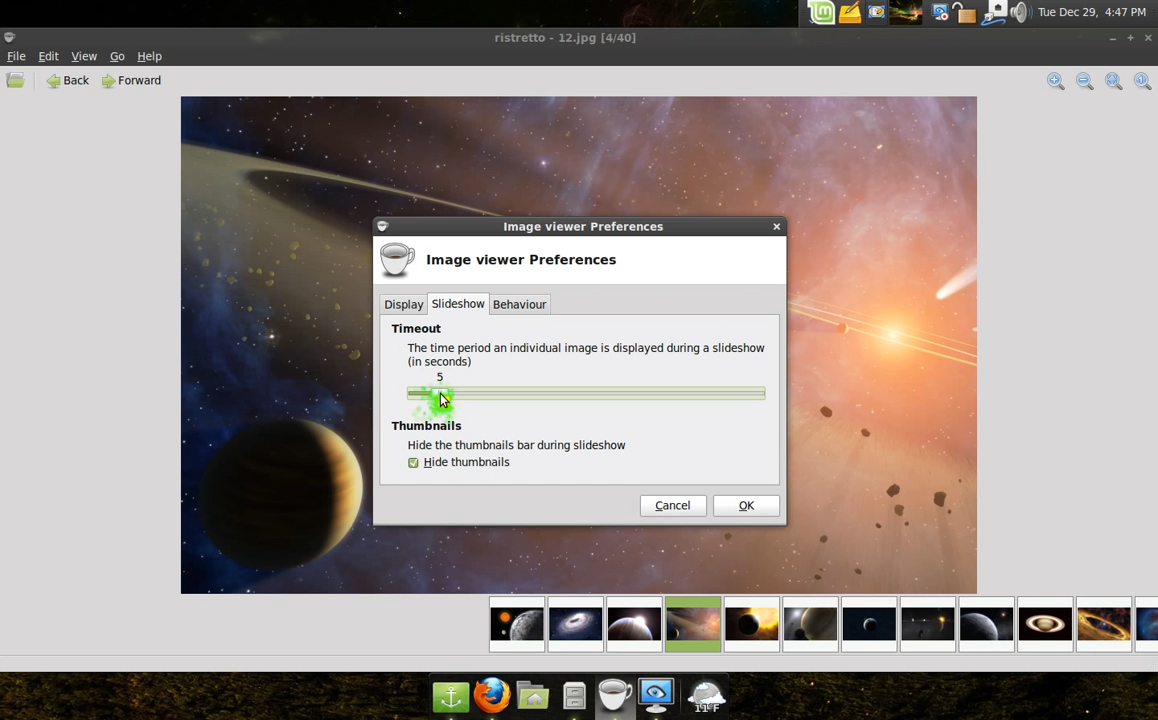 Tue Dec 29, 4:47 PM
ristretto - 12.jpg [4/40]
File Edit View Go Help
Back Forward
Image viewer Preferences
Image viewer Preferences
Display Slideshow Behaviour
Timeout
The time period an individual image is displayed during a slideshow
(in seconds)
5
Thumbnails
Hide the thumbnails bar during slideshow
Hide thumbnails
Cancel OK
11°F